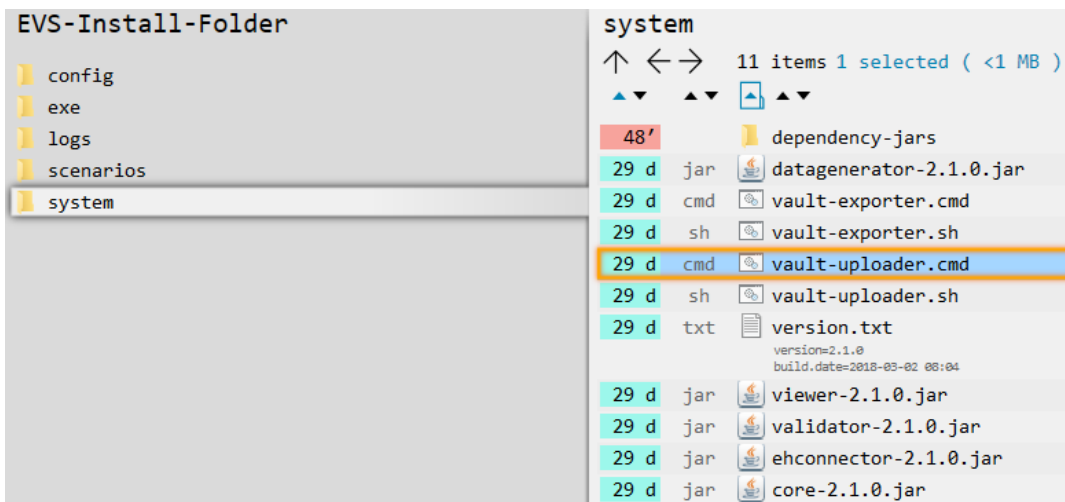 EVS-Install-Folder
config
exe
logs
scenarios
system
system
11 items 1 selected ( <1 MB )
48′ dependency-jars
29 d jar datagenerator-2.1.0.jar
29 d cmd vault-exporter.cmd
29 d sh vault-exporter.sh
29 d cmd vault-uploader.cmd
29 d sh vault-uploader.sh
29 d txt version.txt
version=2.1.0
build.date=2018-03-02 08:04
29 d jar viewer-2.1.0.jar
29 d jar validator-2.1.0.jar
29 d jar ehconnector-2.1.0.jar
29 d jar core-2.1.0.jar